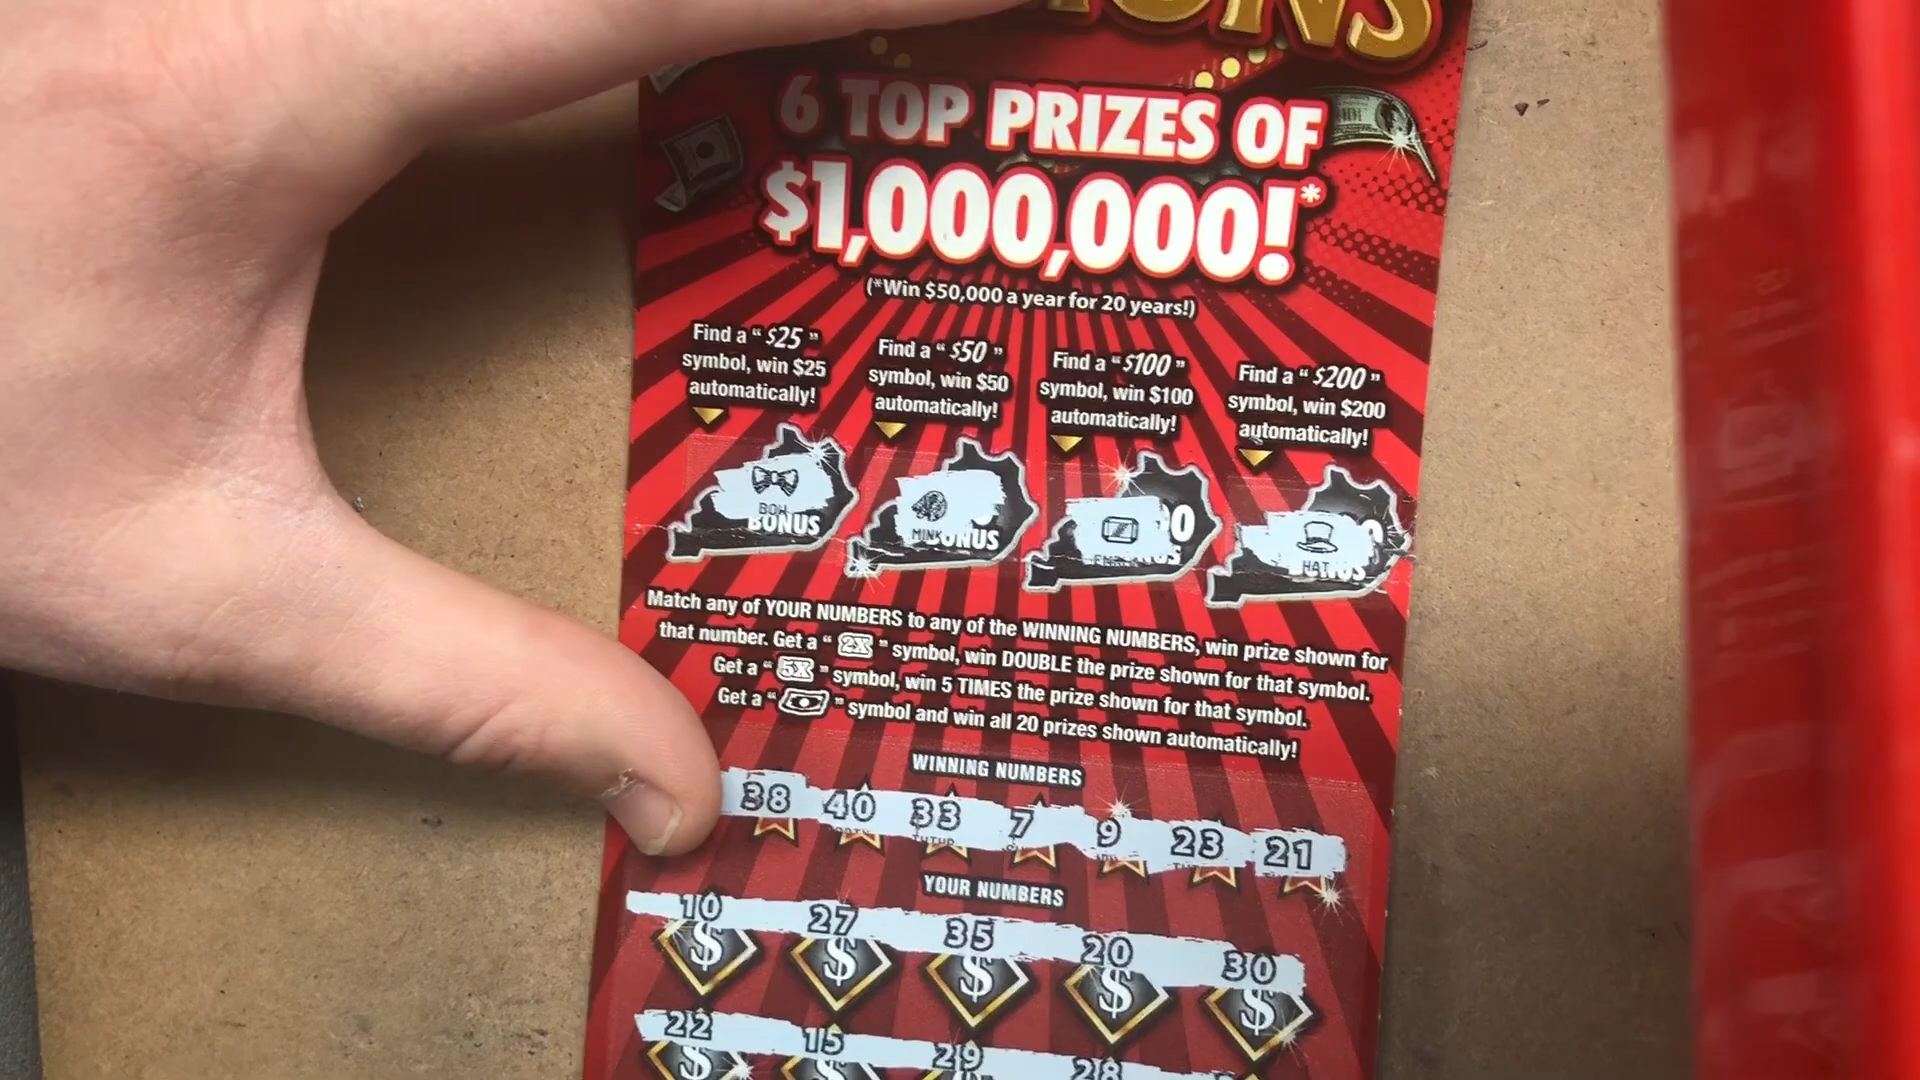 6 TOP PRIZES OF
$1,000,000!*
(*Win $50,000 a year for 20 years!)
Find a "$25"
symbol, win $25
automatically!
Find a "$50"
symbol, win $50
automatically!
Find a "$100"
symbol, win $100
automatically!
Find a "$200"
symbol, win $200
automatically!
BOW
BONUS
MINK
BONUS
HAT
Match any of YOUR NUMBERS to any of the WINNING NUMBERS, win prize shown for
that number. Get a "2X" symbol, win DOUBLE the prize shown for that symbol.
Get a "5X" symbol, win 5 TIMES the prize shown for that symbol.
Get a " " symbol and win all 20 prizes shown automatically!
WINNING NUMBERS
38 40 33 7 9 23 21
YOUR NUMBERS
10 27 35 20 30
$ $ $ $ $
22 15 29 28
$ $